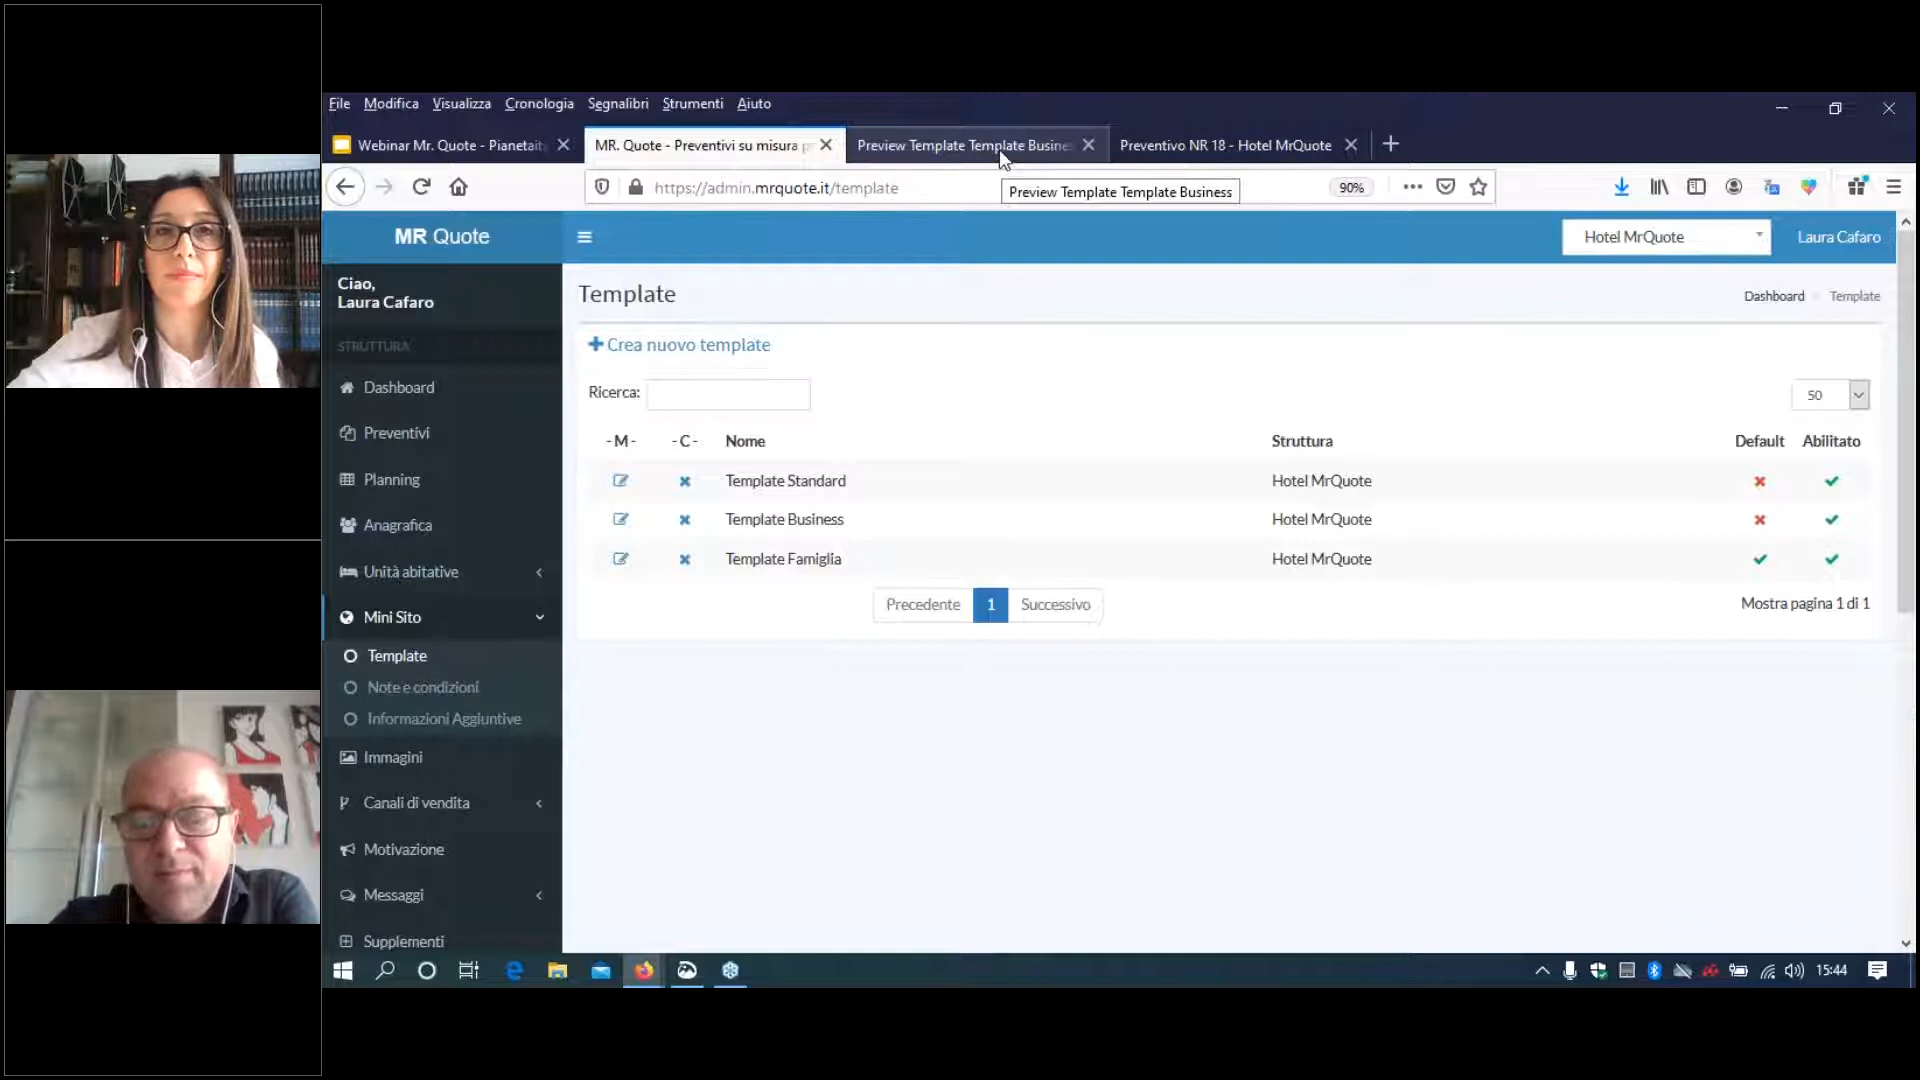 File Modifica Visualizza Cronologia Segnalibri Strumenti Aiuto
Webinar Mr. Quote - Pianetait
MR. Quote - Preventivi su misura p
Preview Template Template Busine
Preventivo NR 18 - Hotel MrQuote
https://admin.mrquote.it/template
90%
Preview Template Template Business
MR Quote
Hotel MrQuote
Laura Cafaro
Ciao,
Laura Cafaro
STRUTTURA
Dashboard
Preventivi
Planning
Anagrafica
Unità abitative
Mini Sito
Template
Note e condizioni
Informazioni Aggiuntive
Immagini
Canali di vendita
Motivazione
Messaggi
Supplementi
Template
Dashboard Template
Crea nuovo template
Ricerca:
50
- M - - C - Nome Struttura Default Abilitato
Template Standard Hotel MrQuote
Template Business Hotel MrQuote
Template Famiglia Hotel MrQuote
Precedente 1 Successivo
Mostra pagina 1 di 1
15:44